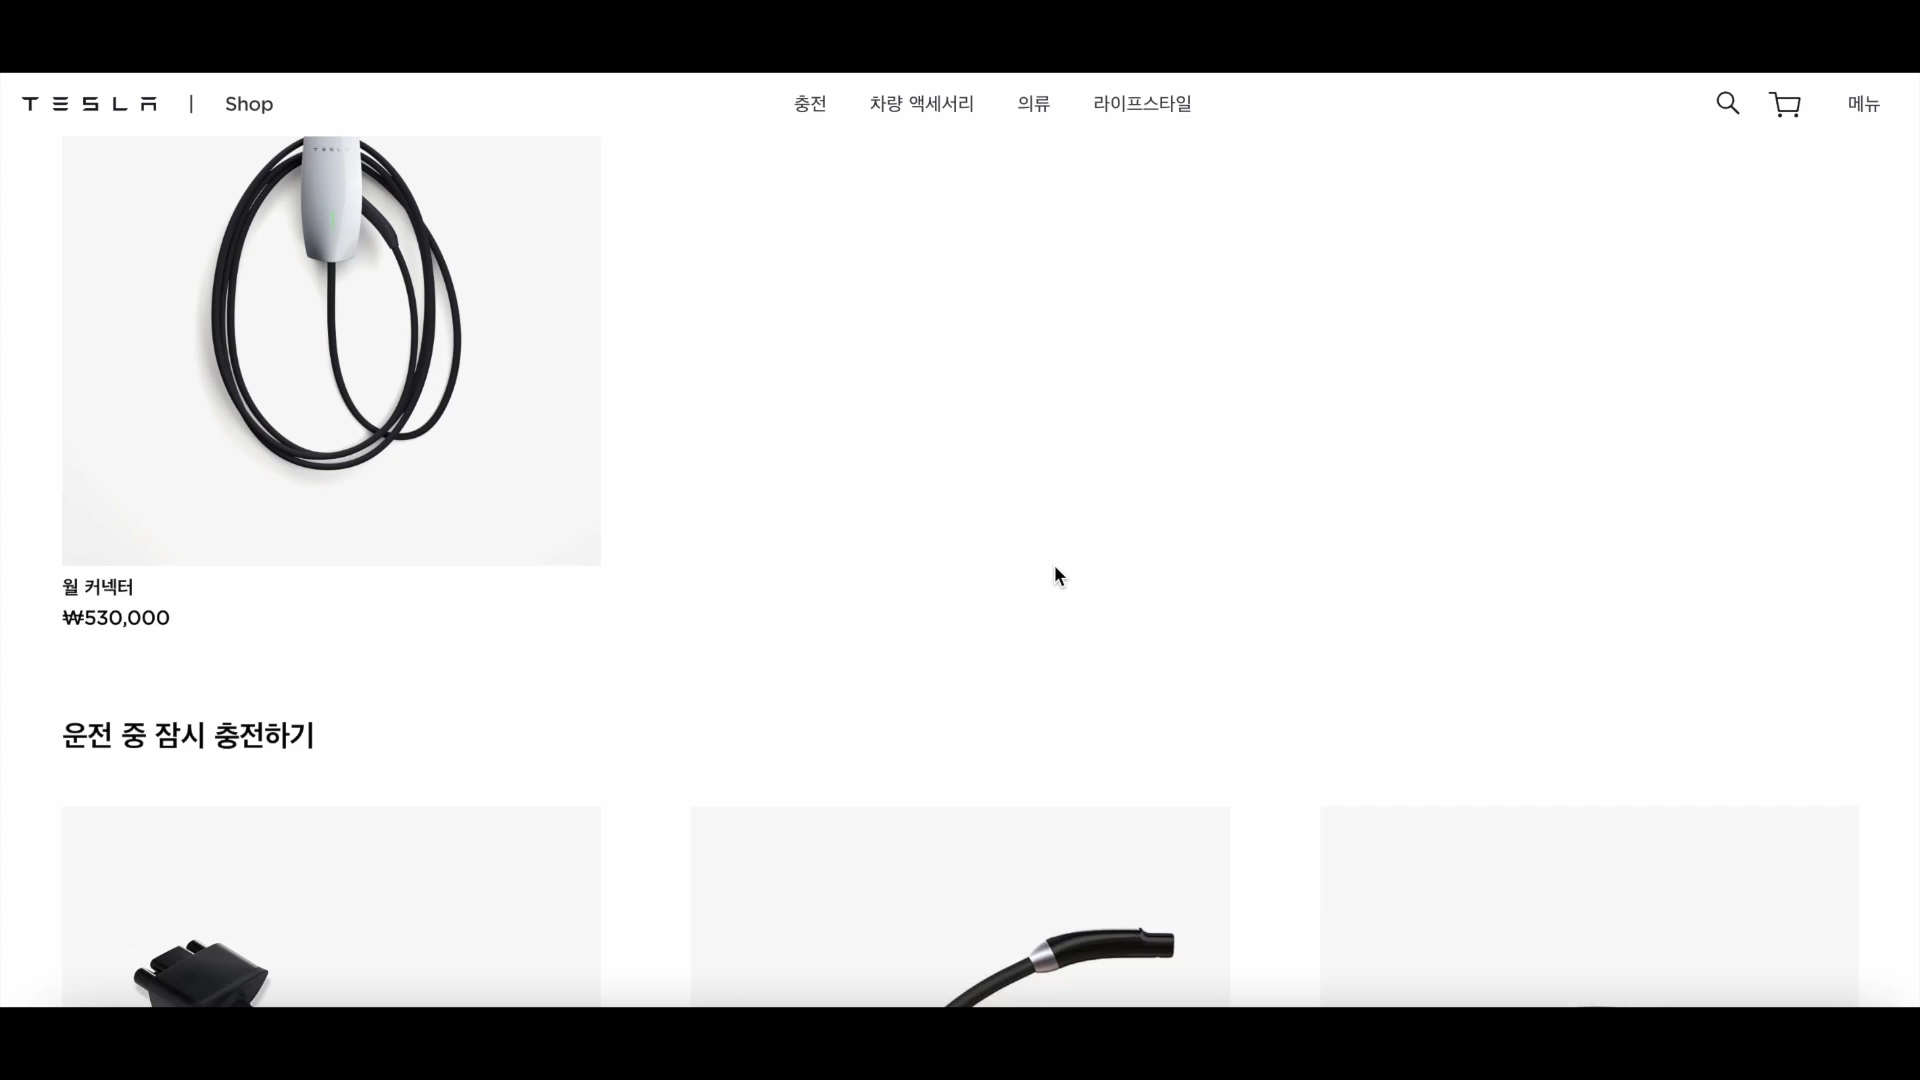 TESLA | Shop
충전 차량 액세서리 의류 라이프스타일
메뉴
TESLA
월 커넥터
₩530,000
운전 중 잠시 충전하기